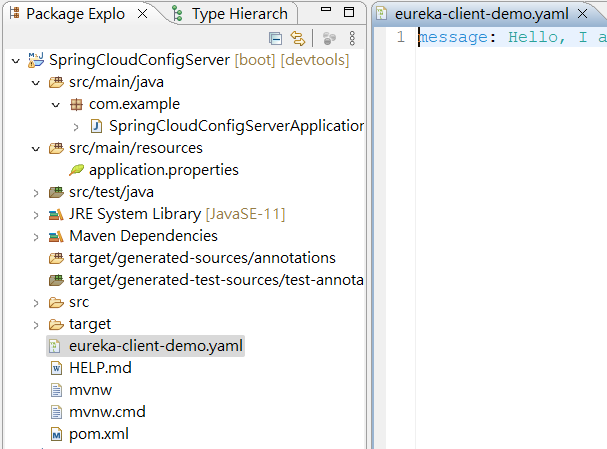 Package Explo
Type Hierarch
SpringCloudConfigServer [boot] [devtools]
src/main/java
com.example
SpringCloudConfigServerApplication
src/main/resources
application.properties
src/test/java
JRE System Library [JavaSE-11]
Maven Dependencies
target/generated-sources/annotations
target/generated-test-sources/test-annota
src
target
eureka-client-demo.yaml
HELP.md
mvnw
mvnw.cmd
pom.xml
eureka-client-demo.yaml
1 message: Hello, I a